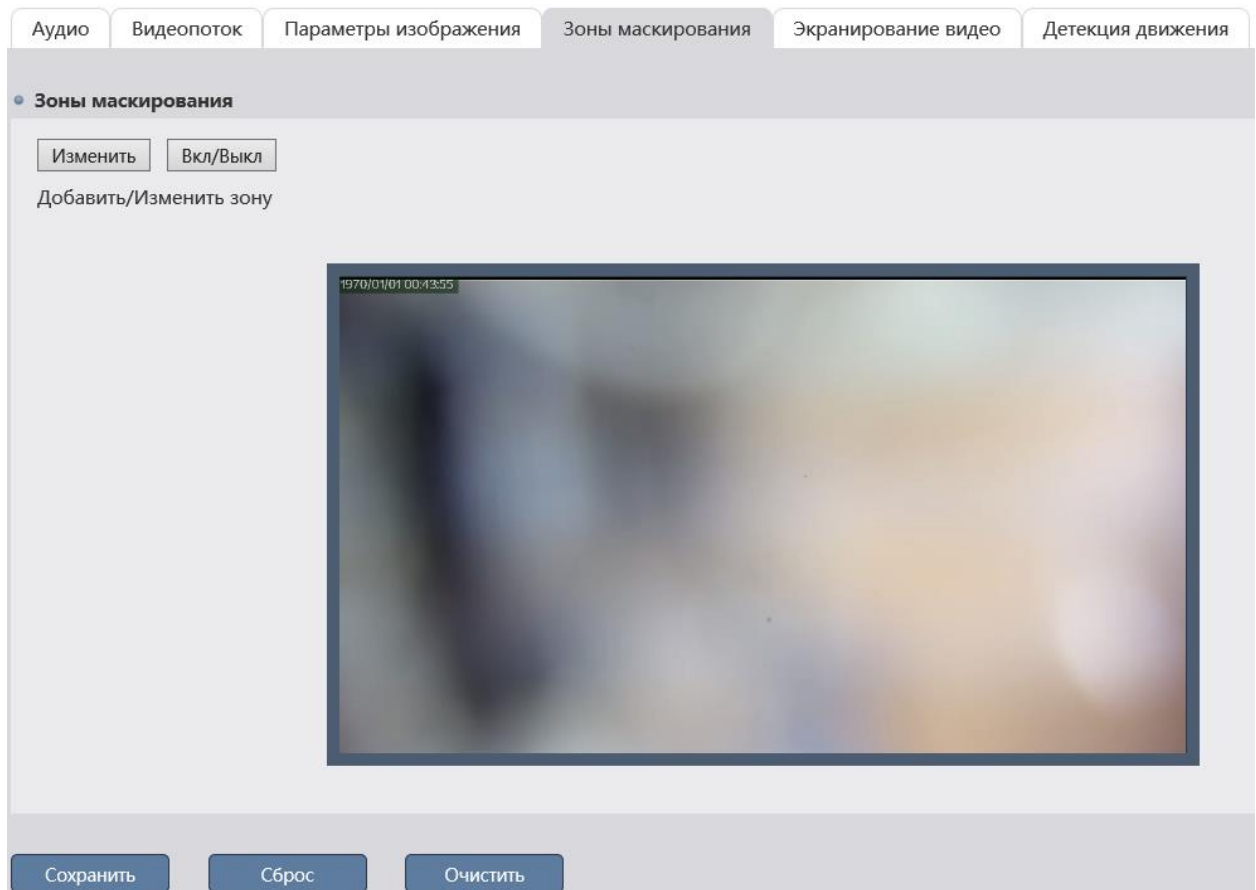 Аудио Видеопоток Параметры изображения Зоны маскирования Экранирование видео Детекция движения
Зоны маскирования
Изменить Вкл/Выкл
Добавить/Изменить зону
1970/01/01 00:43:55
Сохранить Сброс Очистить